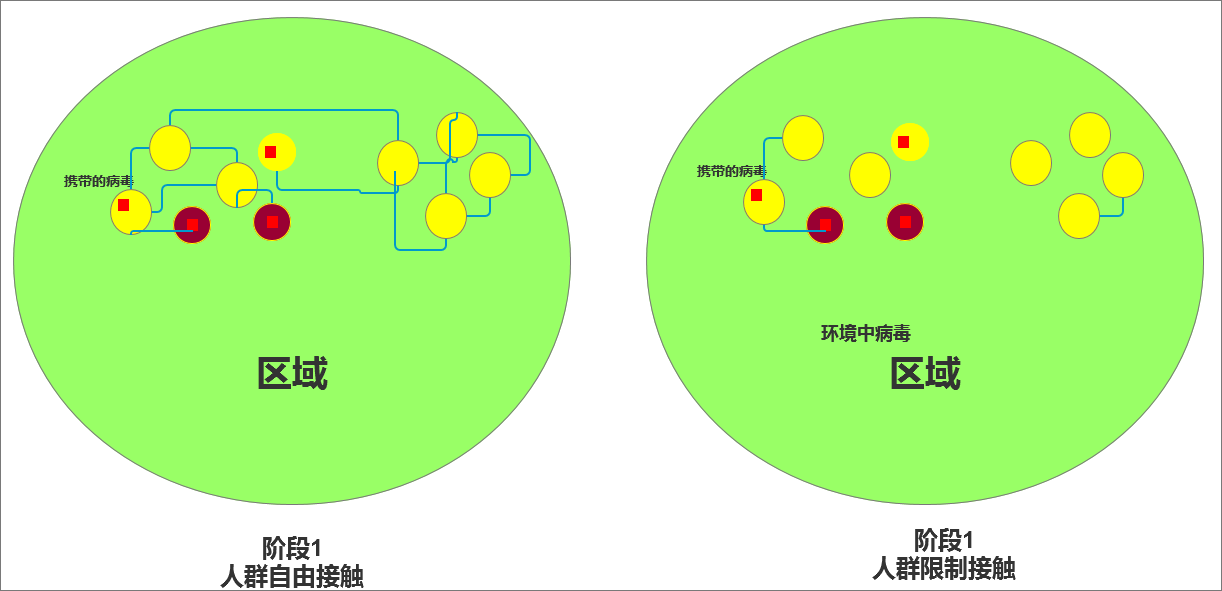 携带的病毒
区域
阶段1
人群自由接触
携带的病毒
环境中病毒
区域
阶段1
人群限制接触